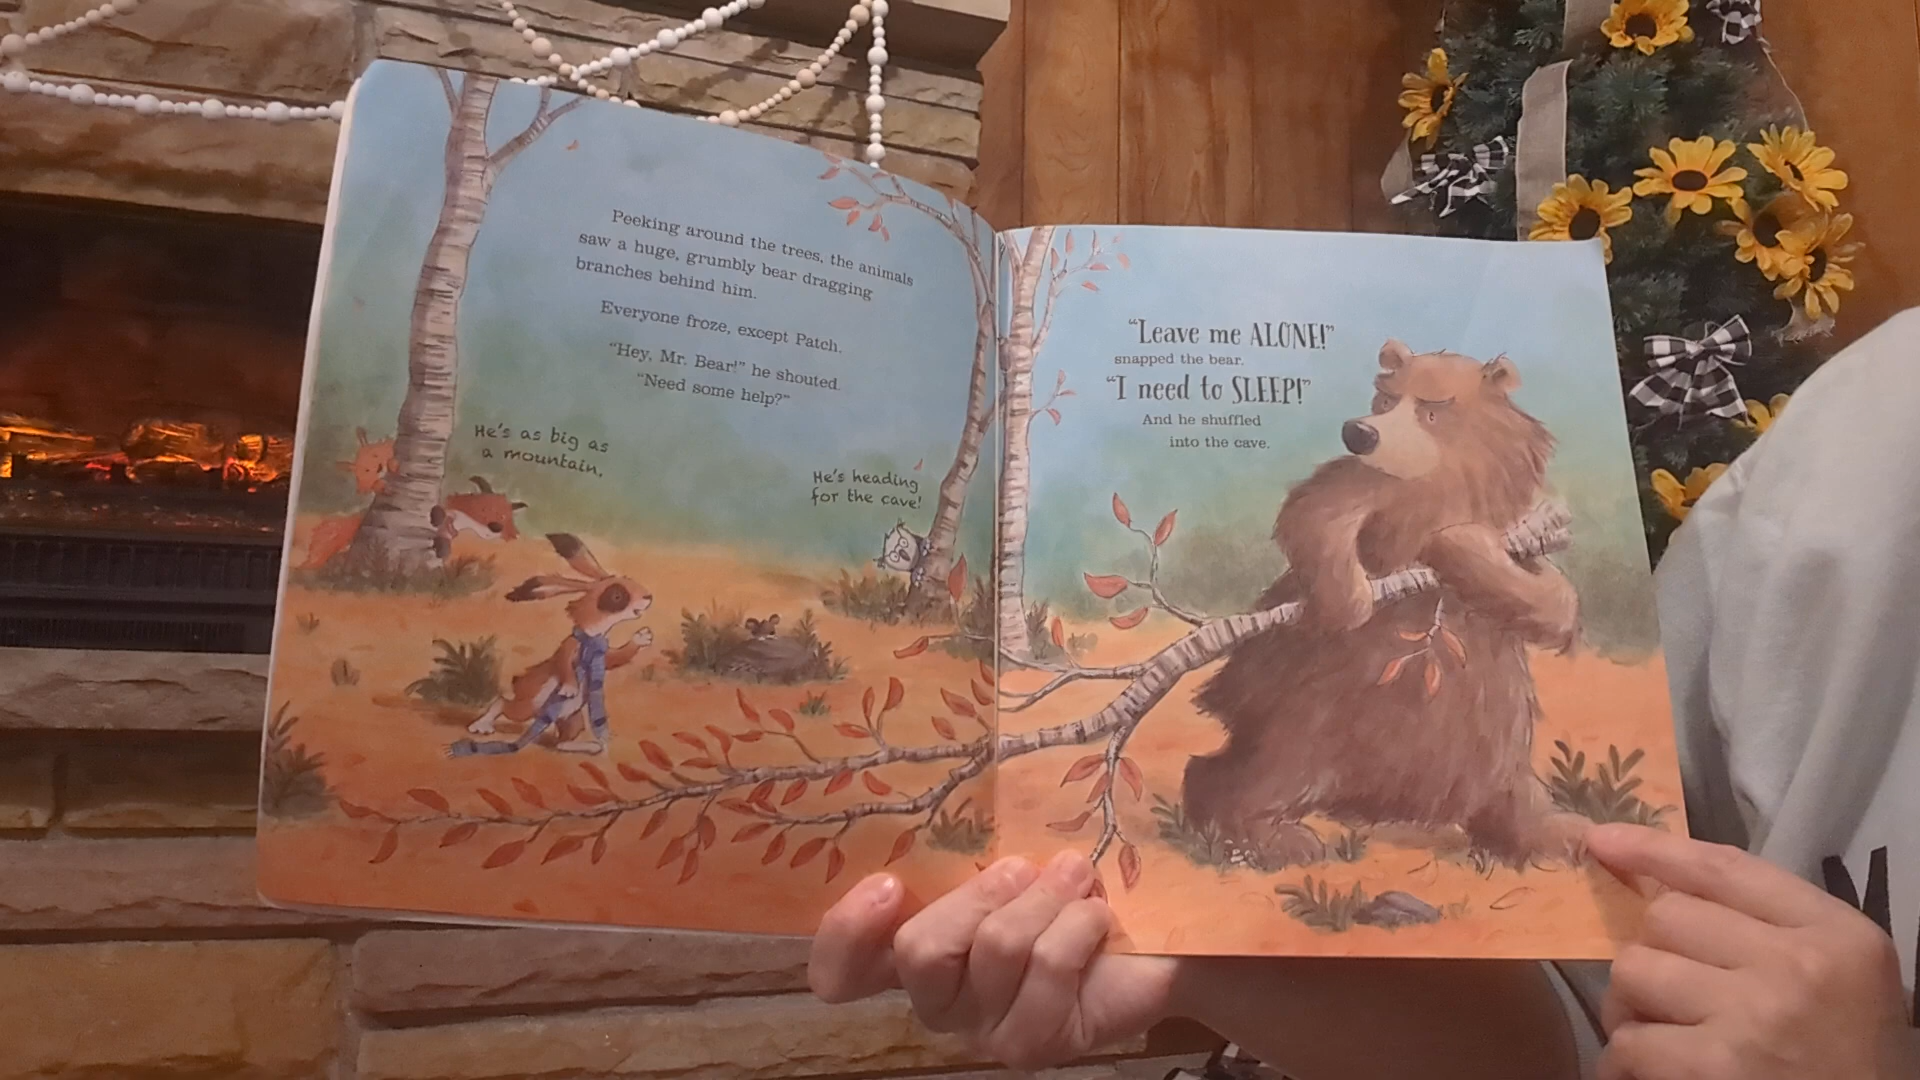 Peeking around the trees, the animals
saw a huge, grumbly bear dragging
branches behind him.
Everyone froze, except Patch.
"Hey, Mr. Bear!" he shouted.
"Need some help?"
He's as big as
a mountain.
He's heading
for the cave!
"Leave me ALONE!"
snapped the bear.
"I need to SLEEP!"
And he shuffled
into the cave.